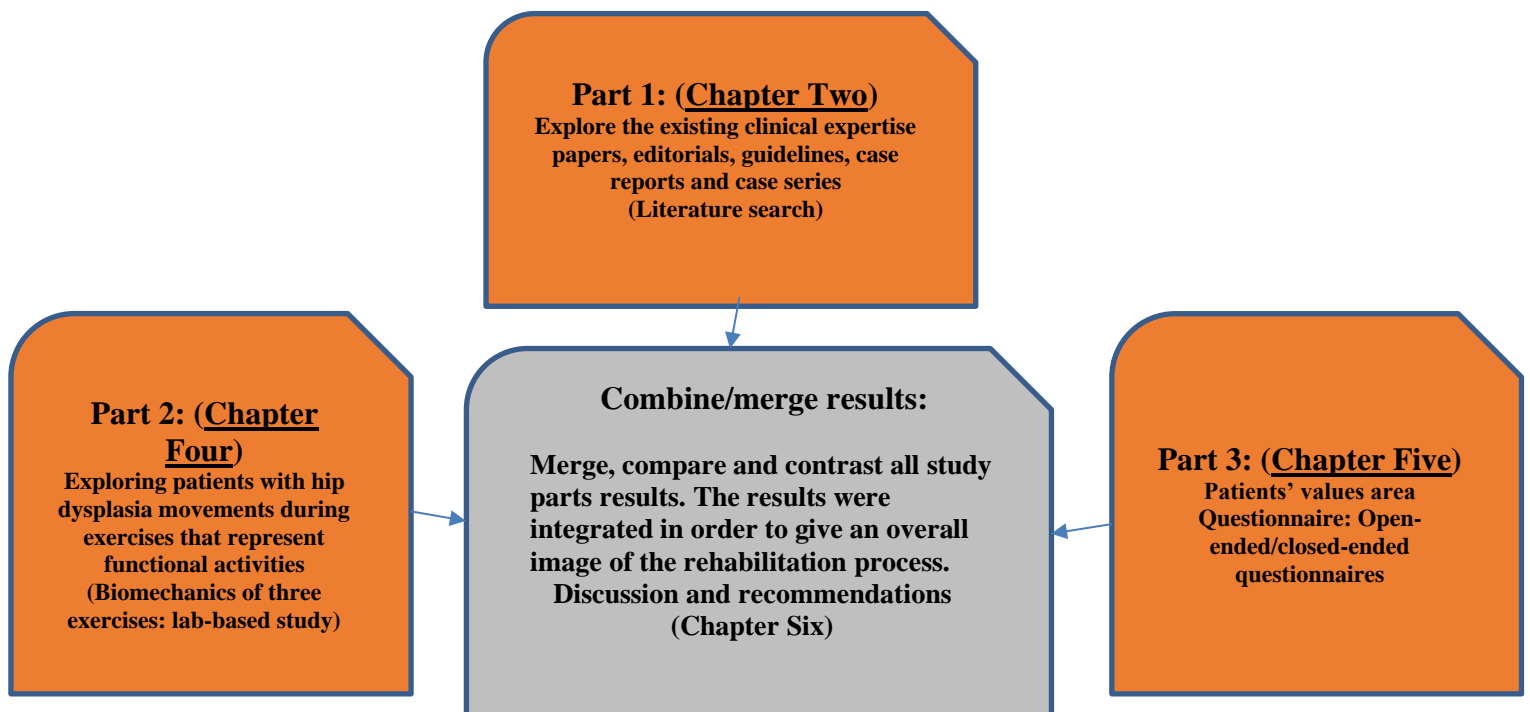 Part 1: (Chapter Two)
Explore the existing clinical expertise
papers, editorials, guidelines, case
reports and case series
(Literature search)
Part 2: (Chapter
Four)
Exploring patients with hip
dysplasia movements during
exercises that represent
functional activities
(Biomechanics of three
exercises: lab-based study)
Combine/merge results:
Merge, compare and contrast all study
parts results. The results were
integrated in order to give an overall
image of the rehabilitation process.
Discussion and recommendations
(Chapter Six)
Part 3: (Chapter Five)
Patients’ values area
Questionnaire: Open-
ended/closed-ended
questionnaires